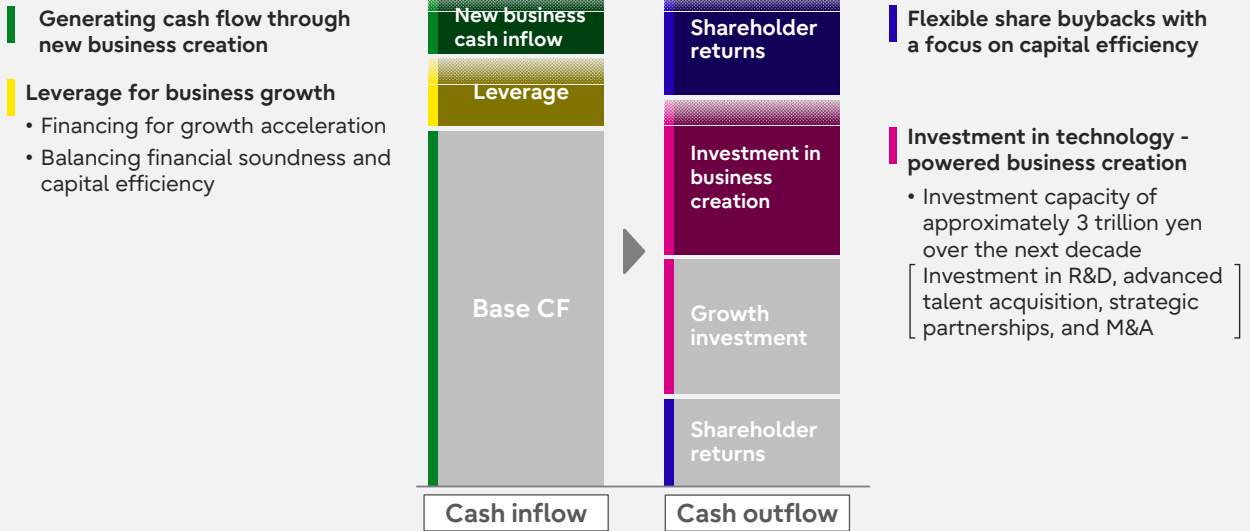 Generating cash flow through
new business creation
Leverage for business growth
• Financing for growth acceleration
• Balancing financial soundness and
capital efficiency
New business
cash inflow
Leverage
Base CF
Cash inflow
Shareholder
returns
Investment in
business
creation
Growth
investment
Shareholder
returns
Cash outflow
Flexible share buybacks with
a focus on capital efficiency
Investment in technology -
powered business creation
• Investment capacity of
approximately 3 trillion yen
over the next decade
[Investment in R&D, advanced
talent acquisition, strategic
partnerships, and M&A]